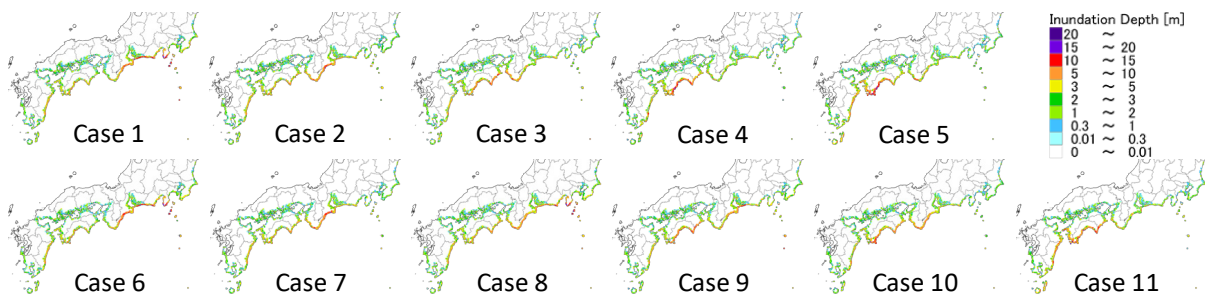 Case 1
Case 2
Case 3
Case 4
Case 5
Inundation Depth [m]
20 ～
15 ～ 20
10 ～ 15
5 ～ 10
3 ～ 5
2 ～ 3
1 ～ 2
0.3 ～ 1
0.01 ～ 0.3
0 ～ 0.01
Case 6
Case 7
Case 8
Case 9
Case 10
Case 11